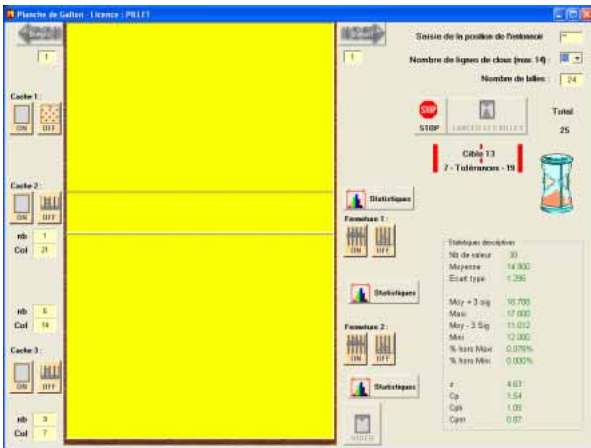 Planche de Galton - Licence : PILLET
1
1
Saisie de la position de l'entonnoir
Nombre de lignes de clous (max. 14) :
Nombre de billes : 24
Cache 1 :
ON OFF
STOP
LANCER LES BILLES
Total
25
Cible 13
7 - Tolérances - 19
Cache 2 :
ON OFF
Statistiques
nb 1
Col 21
Fermeture 1 :
ON OFF
Statistiques
nb 6
Col 14
Fermeture 2 :
ON OFF
Cache 3 :
ON OFF
Statistiques
nb 3
Col 7
VIDER
Statistiques descriptives
Nb de valeur 30
Moyenne 14.900
Ecart type 1.296
Moy + 3 sig 18.788
Maxi 17.000
Moy - 3 Sig 11.012
Mini 12.000
% hors Maxi 0.078%
% hors Mini 0.000%
z 4.63
Cp 1.54
Cpk 1.05
Cpm 0.87